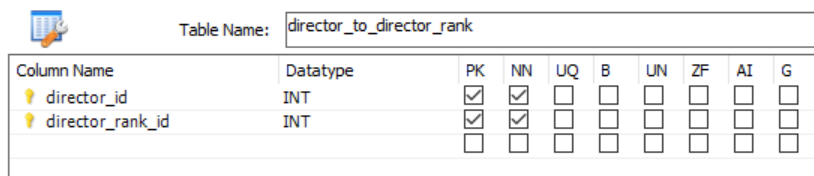 Table Name: director_to_director_rank
Column Name Datatype PK NN UQ B UN ZF AI G
director_id INT
director_rank_id INT